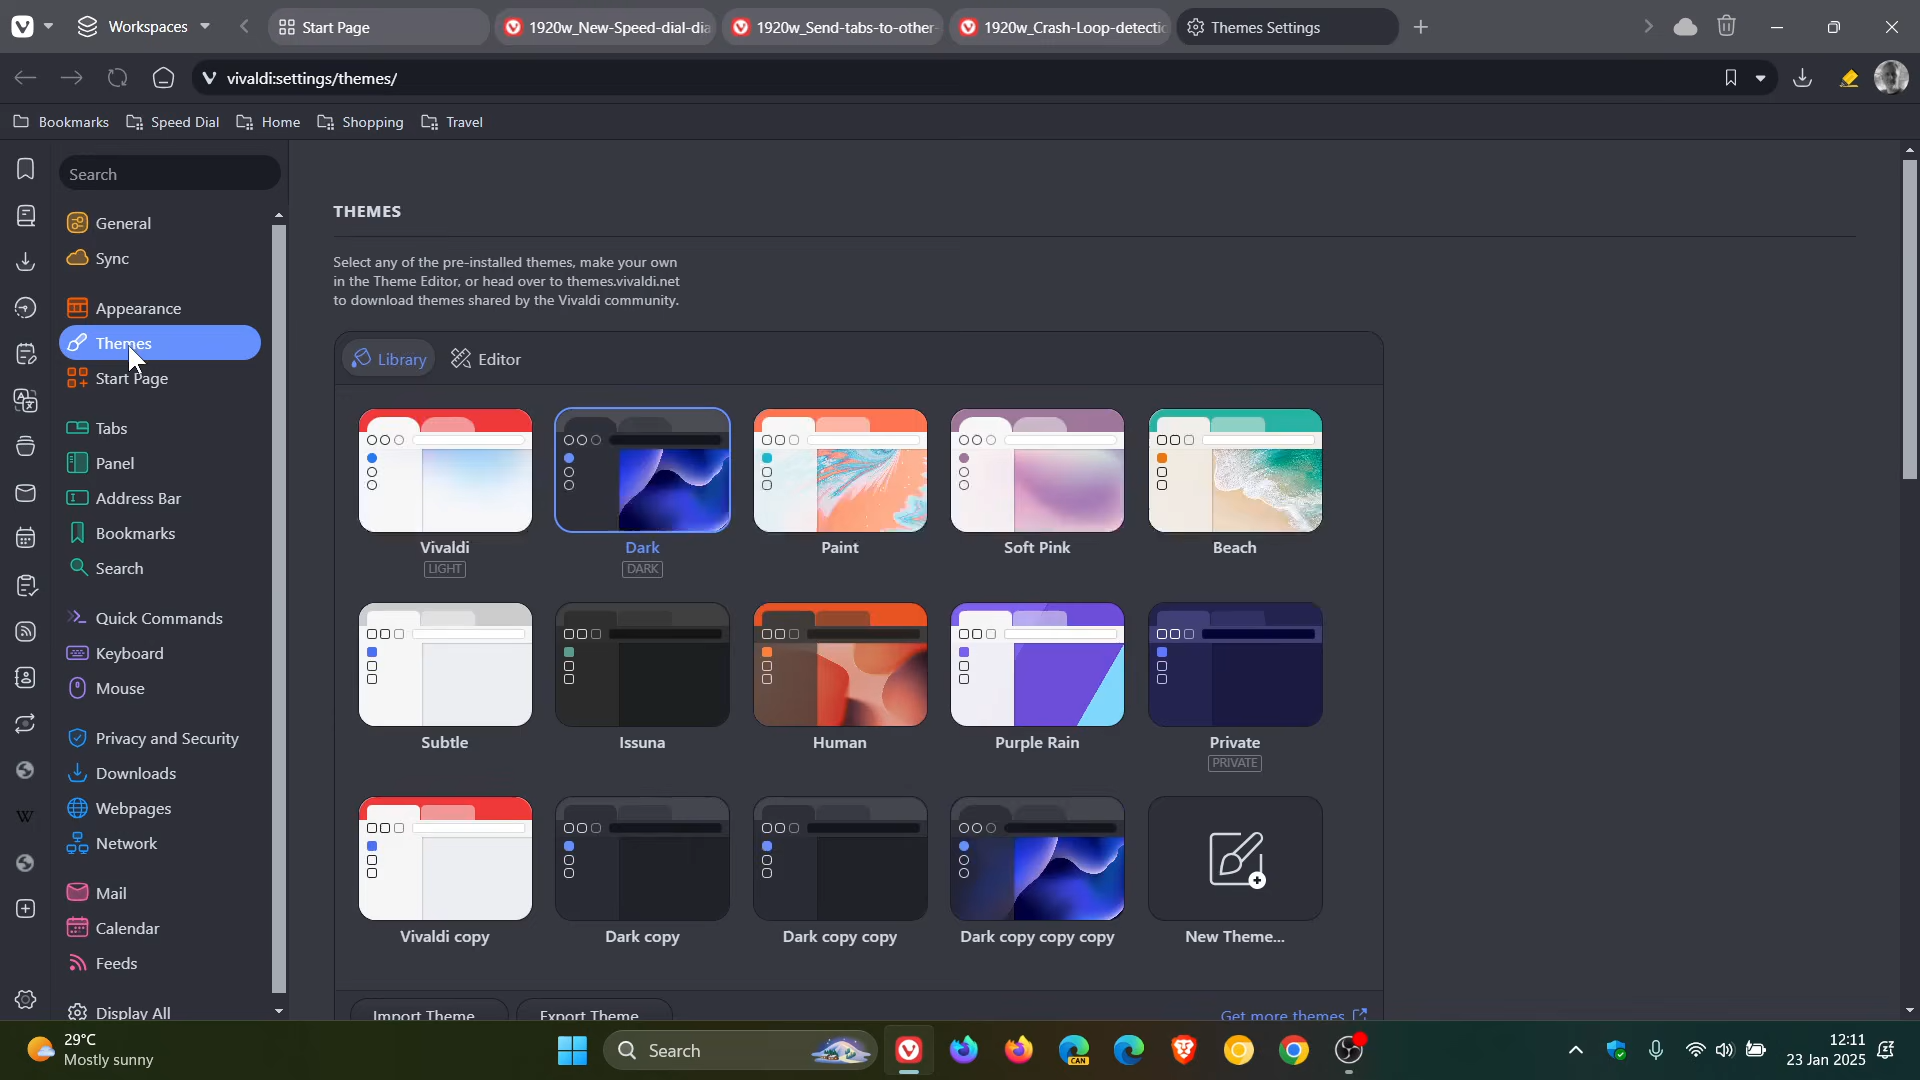 Workspaces
Start Page
1920w_New-Speed-dial-dia
1920w_Send-tabs-to-other-
1920w_Crash-Loop-detectic
Themes Settings
vivaldi:settings/themes/
Bookmarks
Speed Dial
Home
Shopping
Travel
Search
General
Sync
Appearance
Themes
Start Page
Tabs
Panel
Address Bar
Bookmarks
Search
Quick Commands
Keyboard
Mouse
Privacy and Security
Downloads
Webpages
Network
Mail
Calendar
Feeds
Display All
W
THEMES
Select any of the pre-installed themes, make your own
in the Theme Editor, or head over to themes.vivaldi.net
to download themes shared by the Vivaldi community.
Library
Editor
Vivaldi
LIGHT
Dark
DARK
Paint
Soft Pink
Beach
Subtle
Issuna
Human
Purple Rain
Private
PRIVATE
Vivaldi copy
Dark copy
Dark copy copy
Dark copy copy copy
New Theme...
Import Theme...
Export Theme...
Get more themes
29°C
Mostly sunny
Search
CAN
12:11
23 Jan 2025